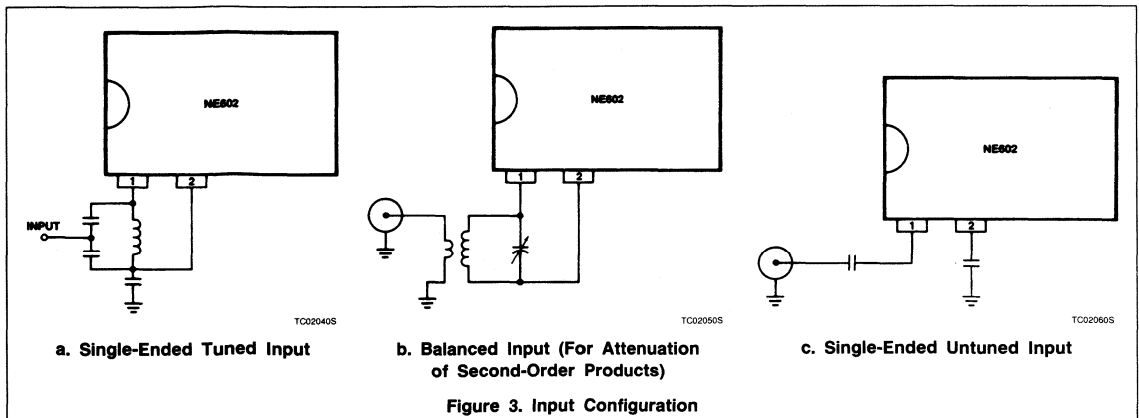 NE602
1
2
INPUT
TC02040S
a. Single-Ended Tuned Input
NE602
1
2
TC02050S
b. Balanced Input (For Attenuation
of Second-Order Products)
NE602
1
2
TC02060S
c. Single-Ended Untuned Input
Figure 3. Input Configuration